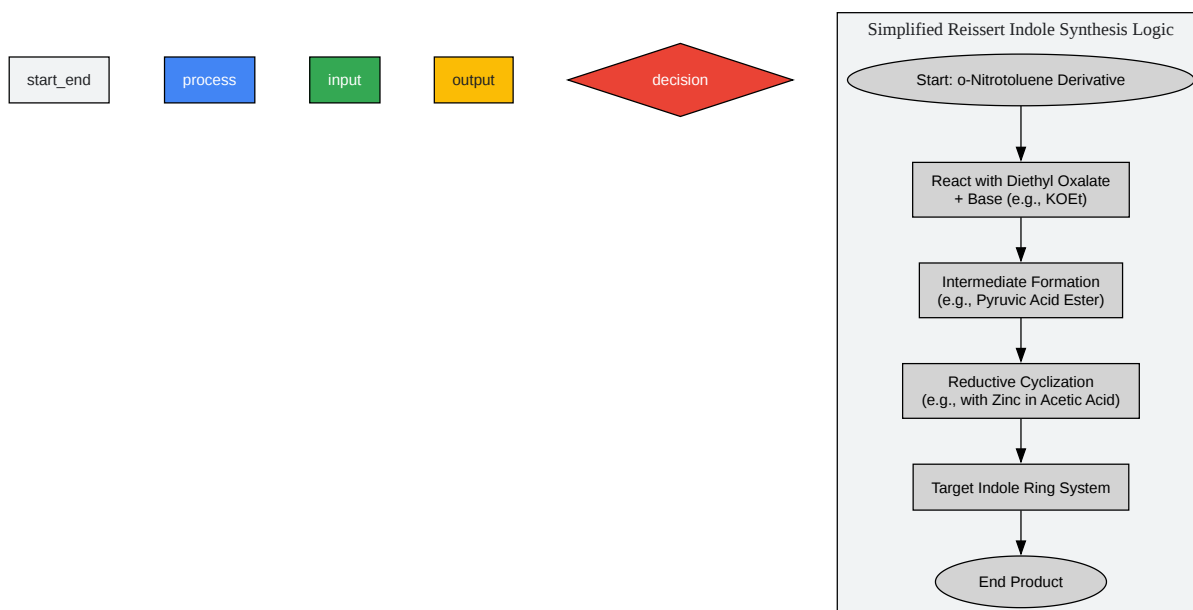 start_end
process
input
output
decision
Simplified Reissert Indole Synthesis Logic
Start: o-Nitrotoluene Derivative
React with Diethyl Oxalate
+ Base (e.g., KOEt)
Intermediate Formation
(e.g., Pyruvic Acid Ester)
Reductive Cyclization
(e.g., with Zinc in Acetic Acid)
Target Indole Ring System
End Product